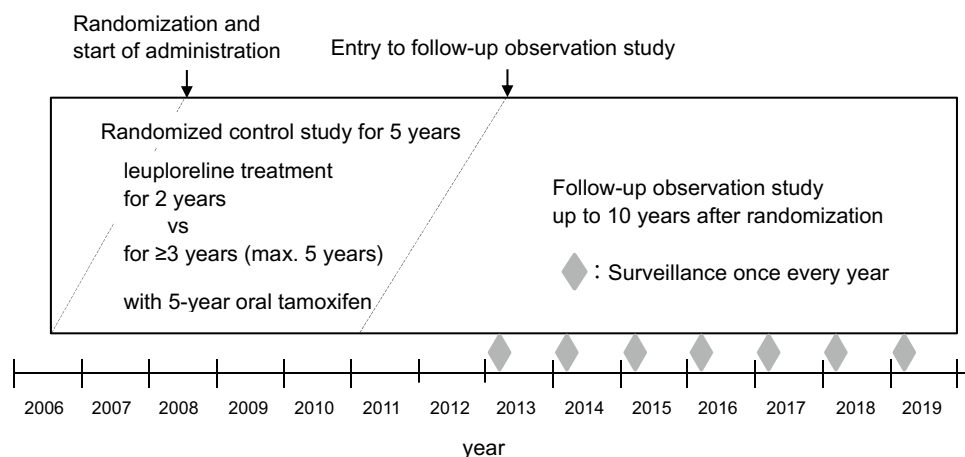 Randomization and
start of administration
Entry to follow-up observation study
Randomized control study for 5 years
leuploreline treatment
for 2 years
vs
for ≥3 years (max. 5 years)
with 5-year oral tamoxifen
Follow-up observation study
up to 10 years after randomization
: Surveillance once every year
2006 2007 2008 2009 2010 2011 2012 2013 2014 2015 2016 2017 2018 2019
year